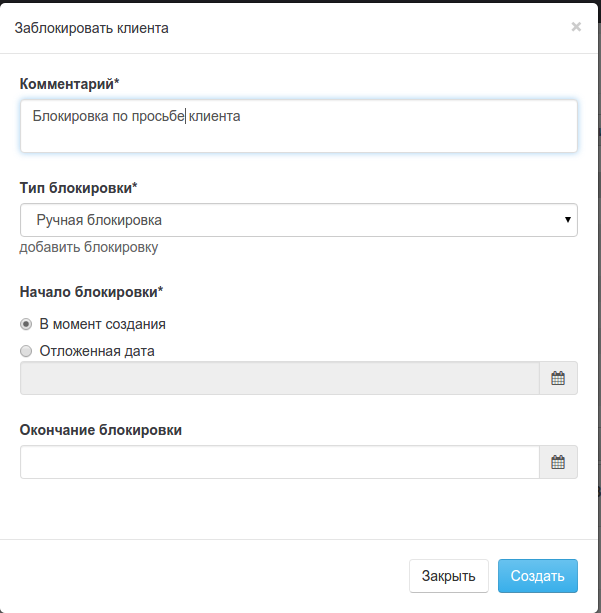 Заблокировать клиента
×
Комментарий*
Блокировка по просьбе клиента
Тип блокировки*
Ручная блокировка
добавить блокировку
Начало блокировки*
В момент создания
Отложенная дата
Окончание блокировки
Закрыть Создать